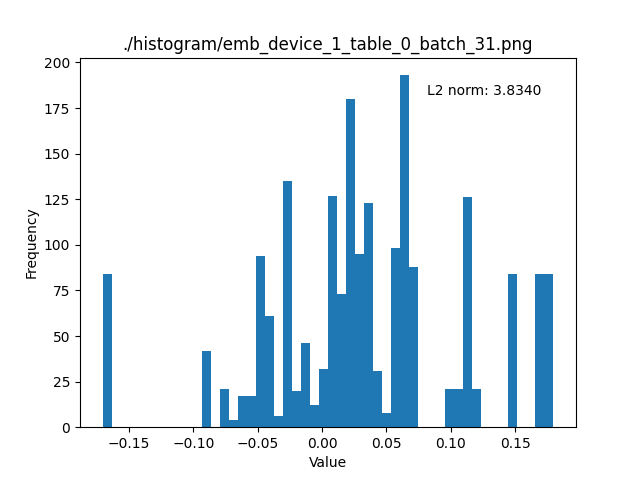 ./histogram/emb_device_1_table_0_batch_31.png
L2 norm: 3.8340
Frequency
200
175
150
125
100
75
50
25
0
−0.15 −0.10 −0.05 0.00 0.05 0.10 0.15
Value